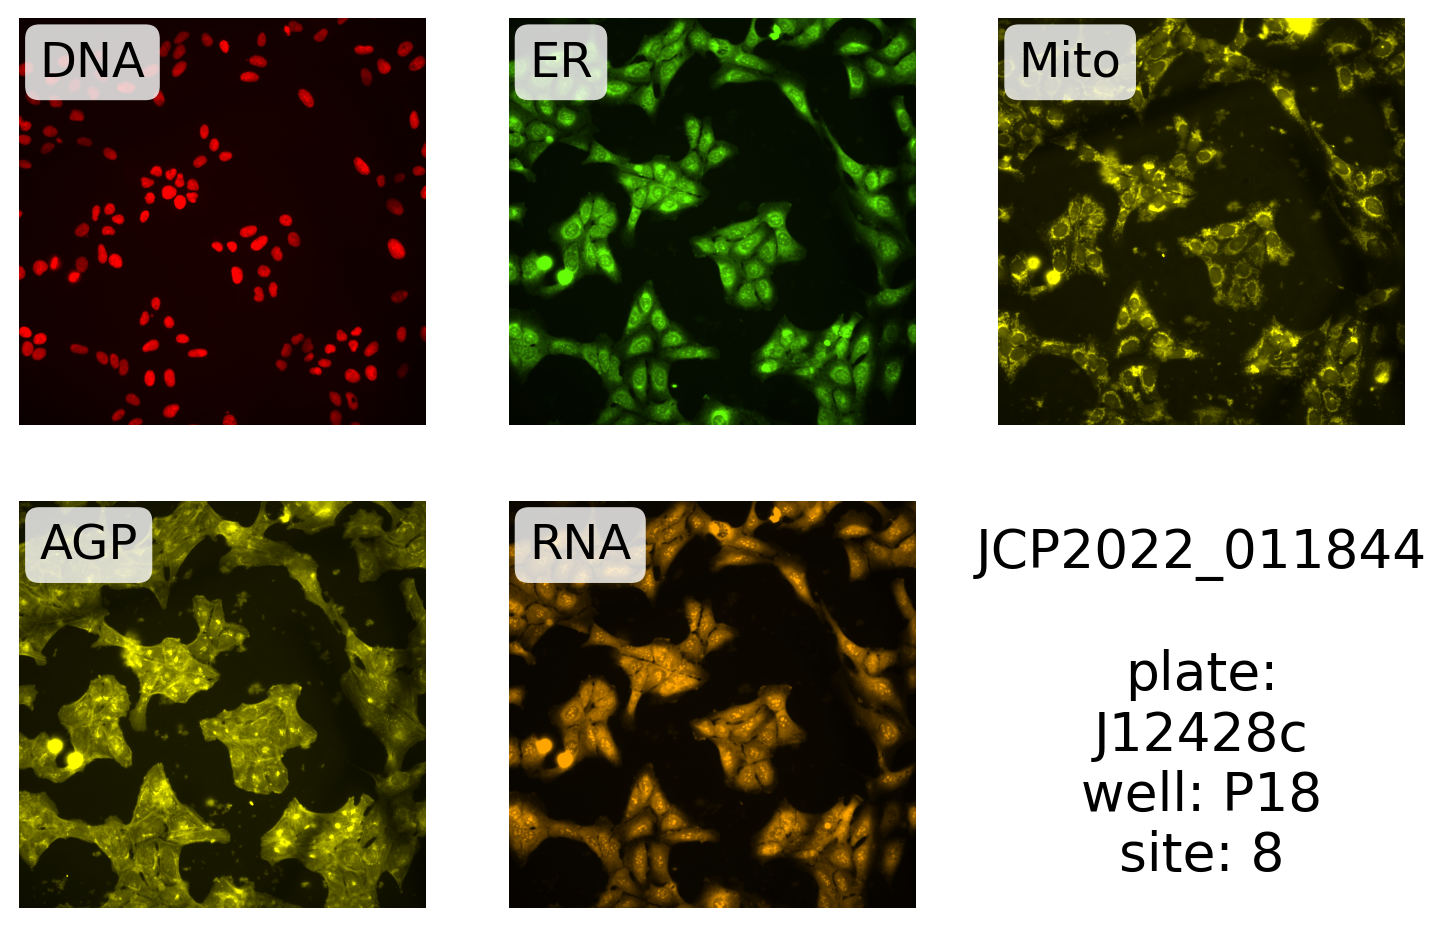 DNA
ER
Mito
AGP
RNA
JCP2022_011844
plate:
J12428c
well: P18
site: 8